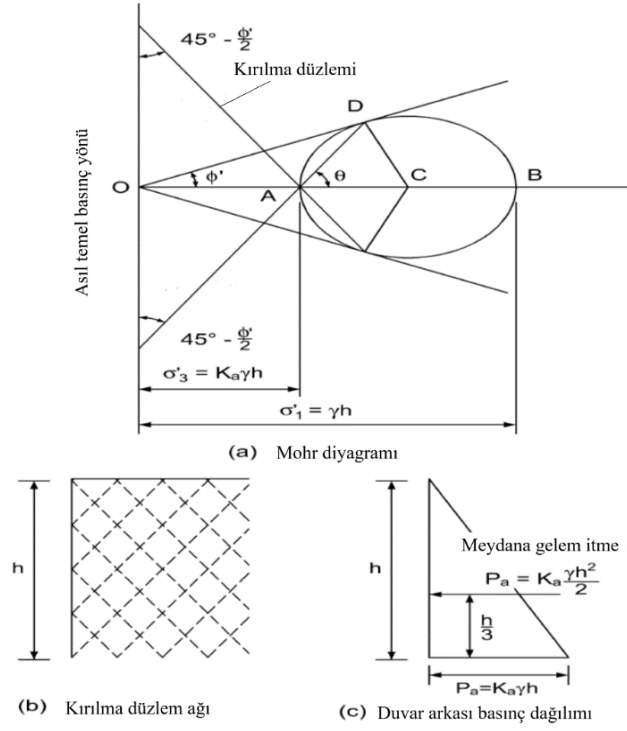 45° - ϕ'/2
Kırılma düzlemi
D
Asıl temel basınç yönü
O
ϕ'
A
θ
C
B
45° - ϕ'/2
σ'₃ = Kₐγh
σ'₁ = γh
(a) Mohr diyagramı
h
(b) Kırılma düzlem ağı
h
Meydana gelem itme
Pₐ = Kₐ γh²/2
h/3
Pₐ=Kₐγh
(c) Duvar arkası basınç dağılımı